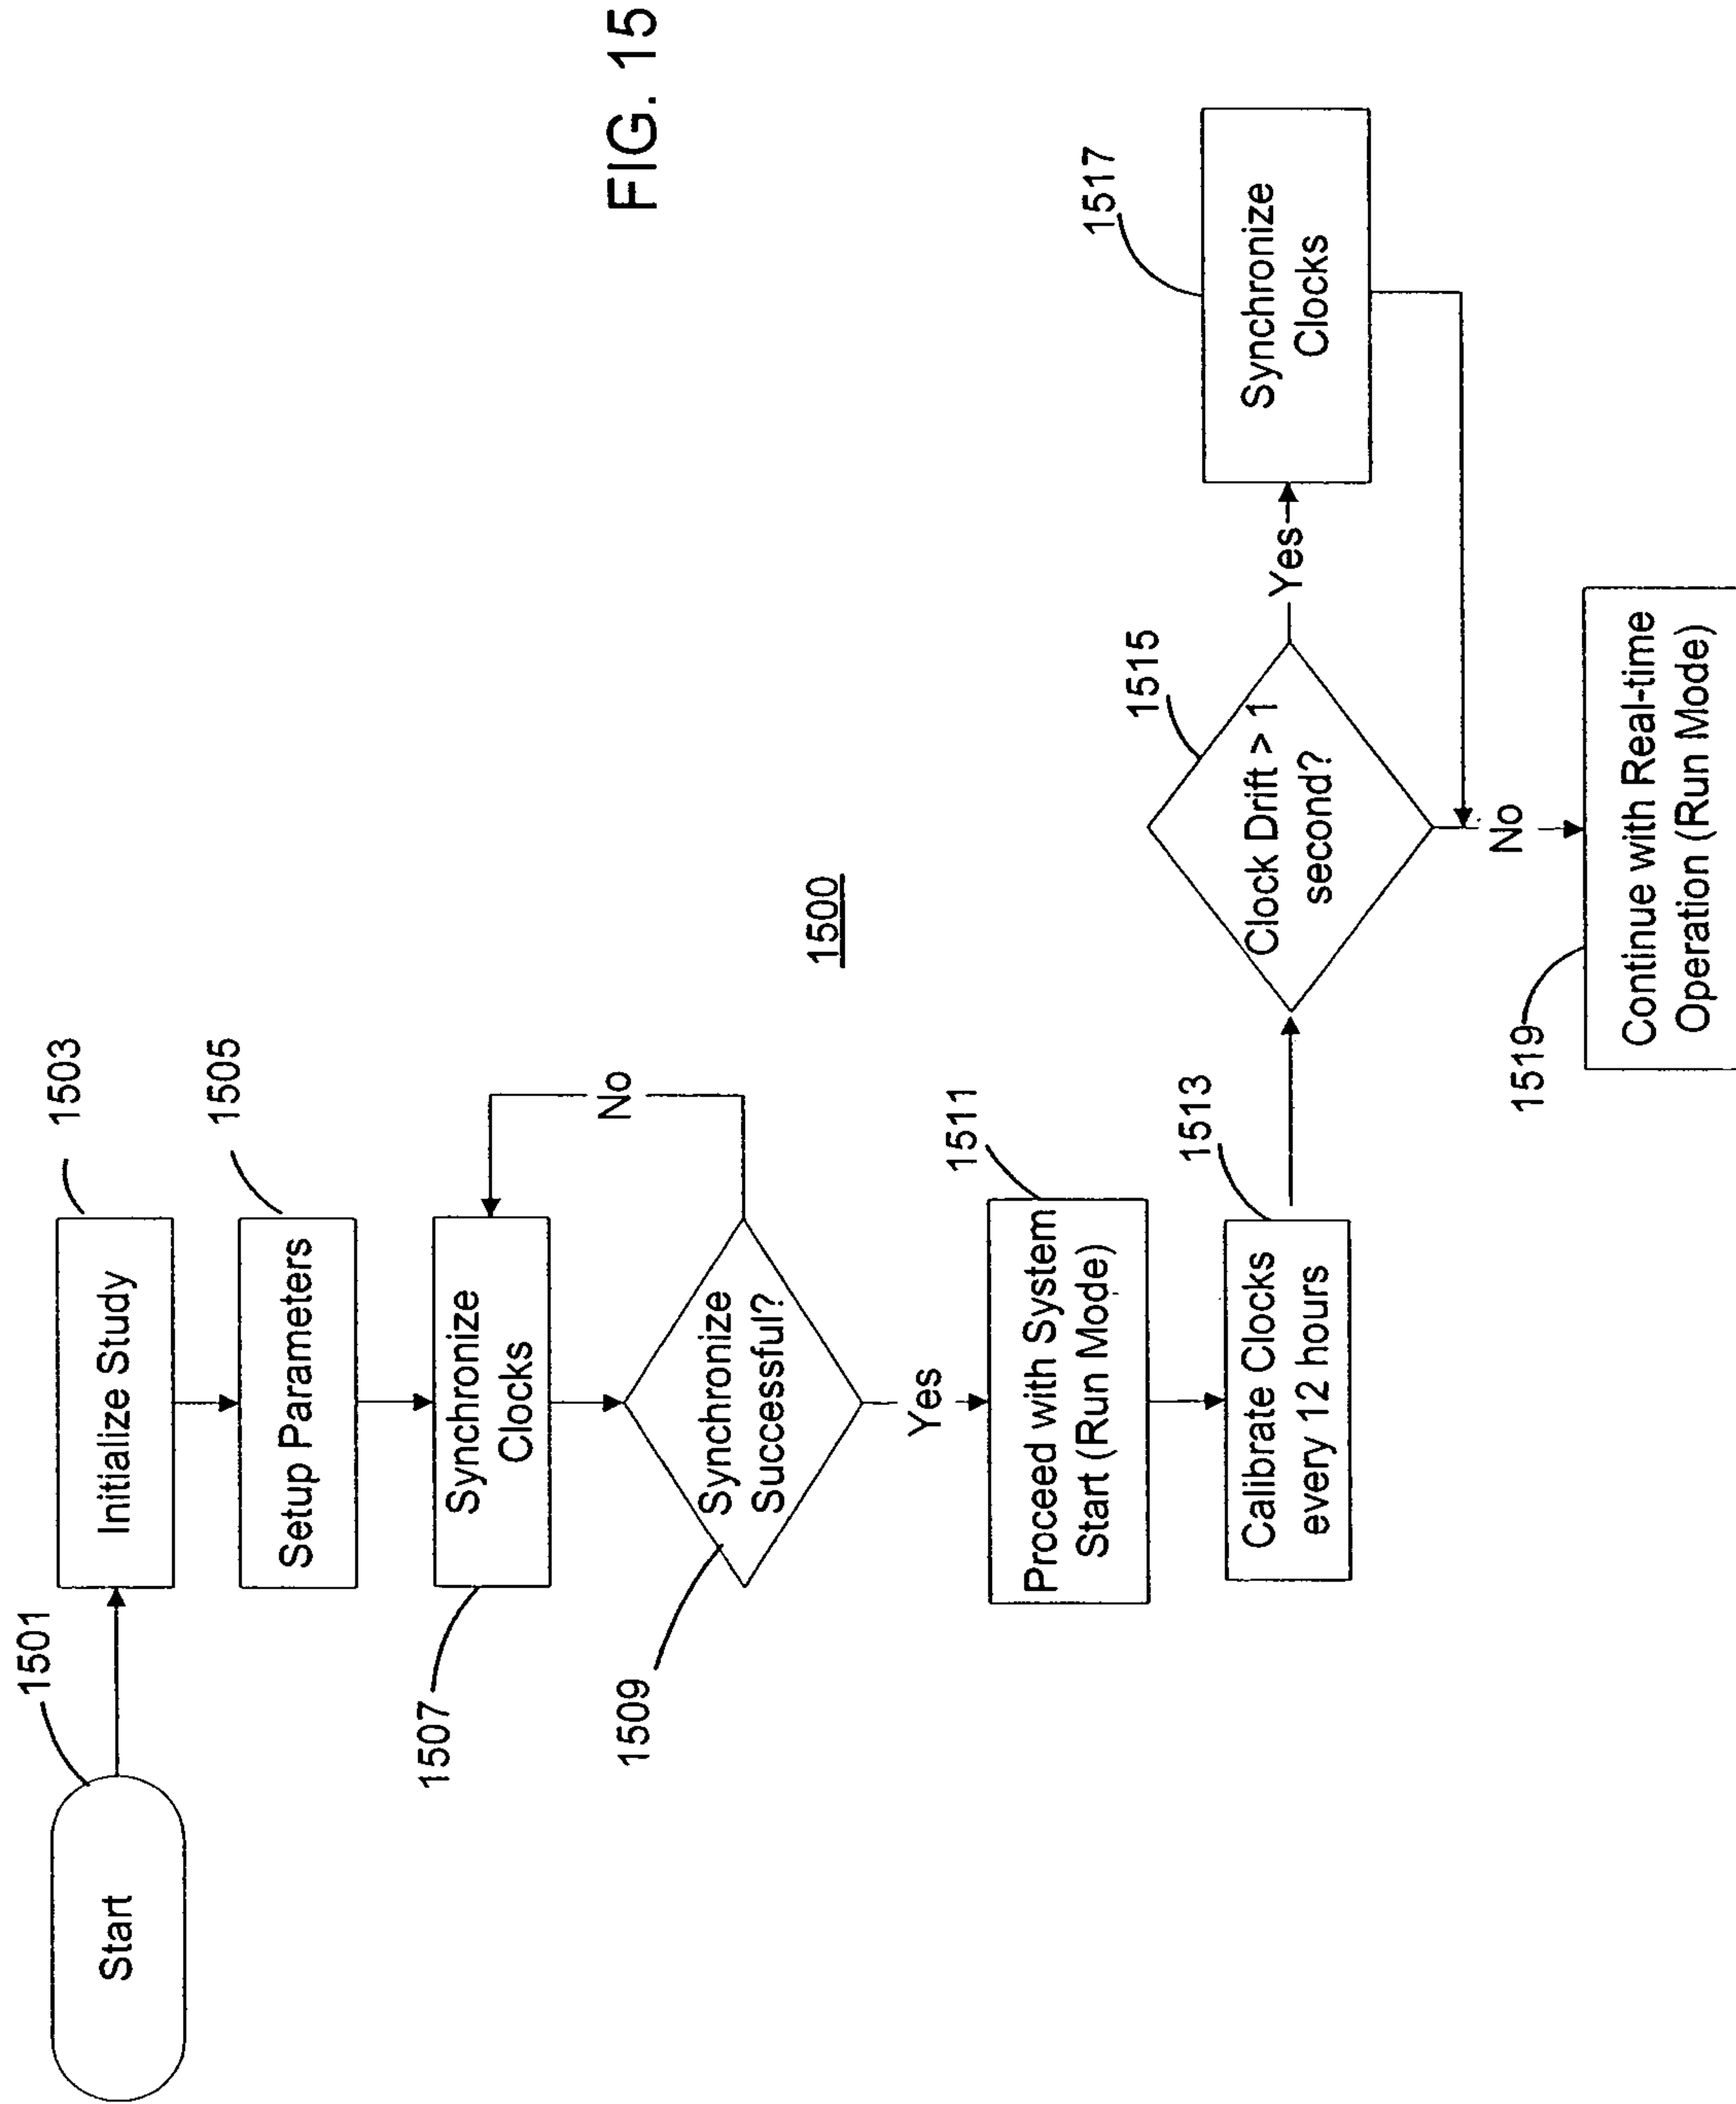 FIG. 15
1500
1501
Start
1503
Initialize Study
1505
Setup Parameters
1507
Synchronize
Clocks
No
1509
Synchronize
Successful?
Yes
1511
Proceed with System
Start (Run Mode)
1513
Calibrate Clocks
every 12 hours
1515
Clock Drift > 1
second?
Yes
1517
Synchronize
Clocks
No
1519
Continue with Real-time
Operation (Run Mode)